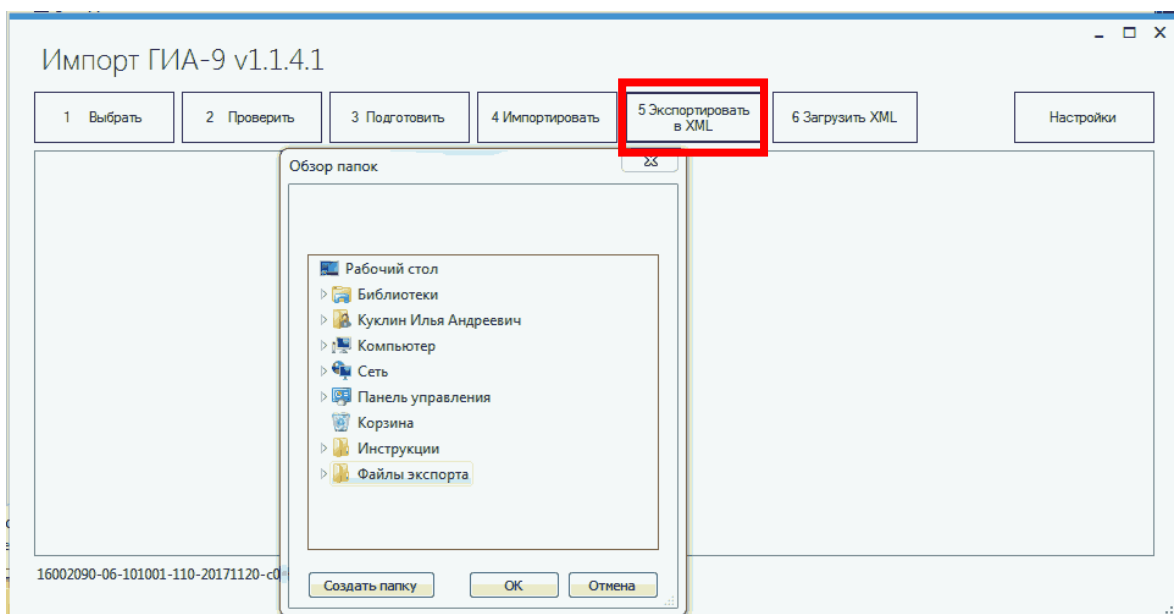 Импорт ГИА-9 v1.1.4.1
1 Выбрать
2 Проверить
3 Подготовить
4 Импортировать
5 Экспортировать
в XML
6 Загрузить XML
Настройки
Обзор папок
Рабочий стол
Библиотеки
Куклин Илья Андреевич
Компьютер
Сеть
Панель управления
Корзина
Инструкции
Файлы экспорта
16002090-06-101001-110-20171120-c0
Создать папку
ОК
Отмена